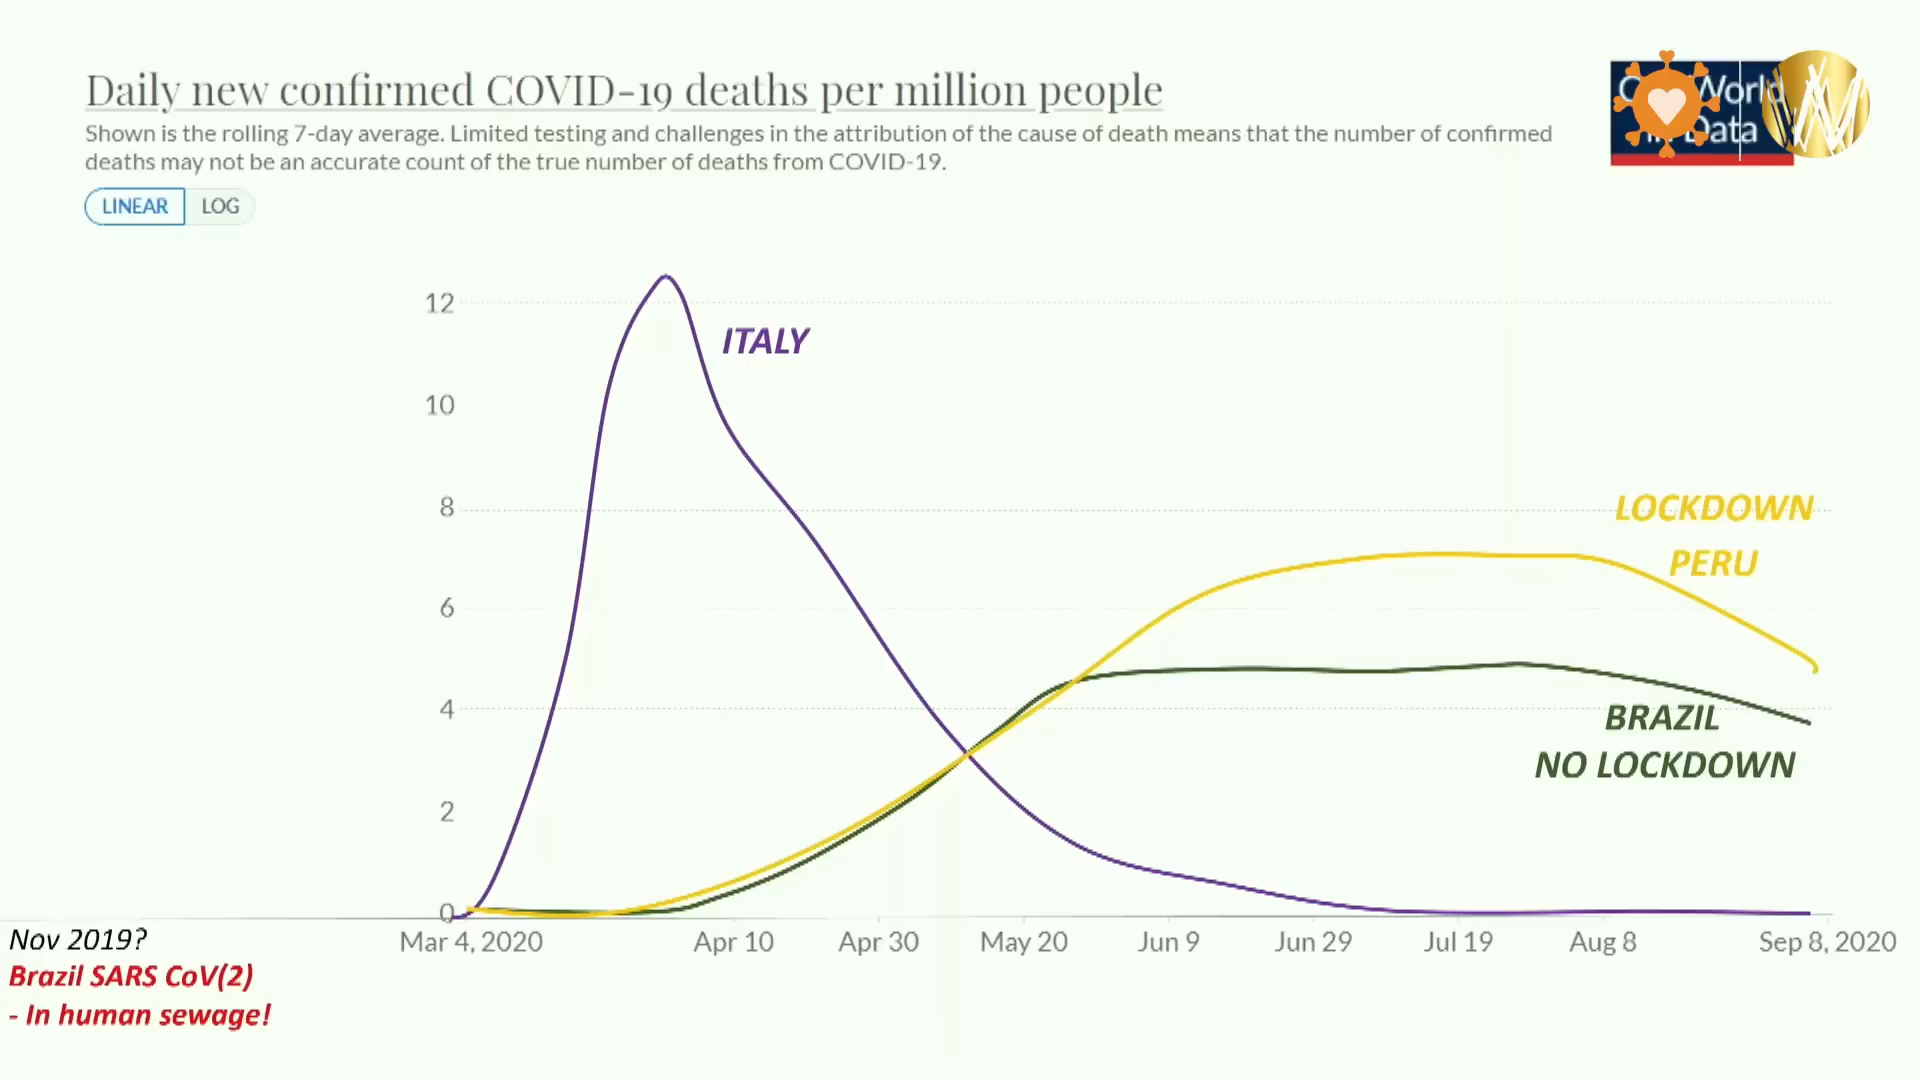 Daily new confirmed COVID-19 deaths per million people
Shown is the rolling 7-day average. Limited testing and challenges in the attribution of the cause of death means that the number of confirmed
deaths may not be an accurate count of the true number of deaths from COVID-19.
World
in Data
LINEAR LOG
12
ITALY
10
8
LOCKDOWN
PERU
6
4
BRAZIL
NO LOCKDOWN
2
0
Mar 4, 2020 Apr 10 Apr 30 May 20 Jun 9 Jun 29 Jul 19 Aug 8 Sep 8, 2020
Nov 2019?
Brazil SARS CoV(2)
- In human sewage!